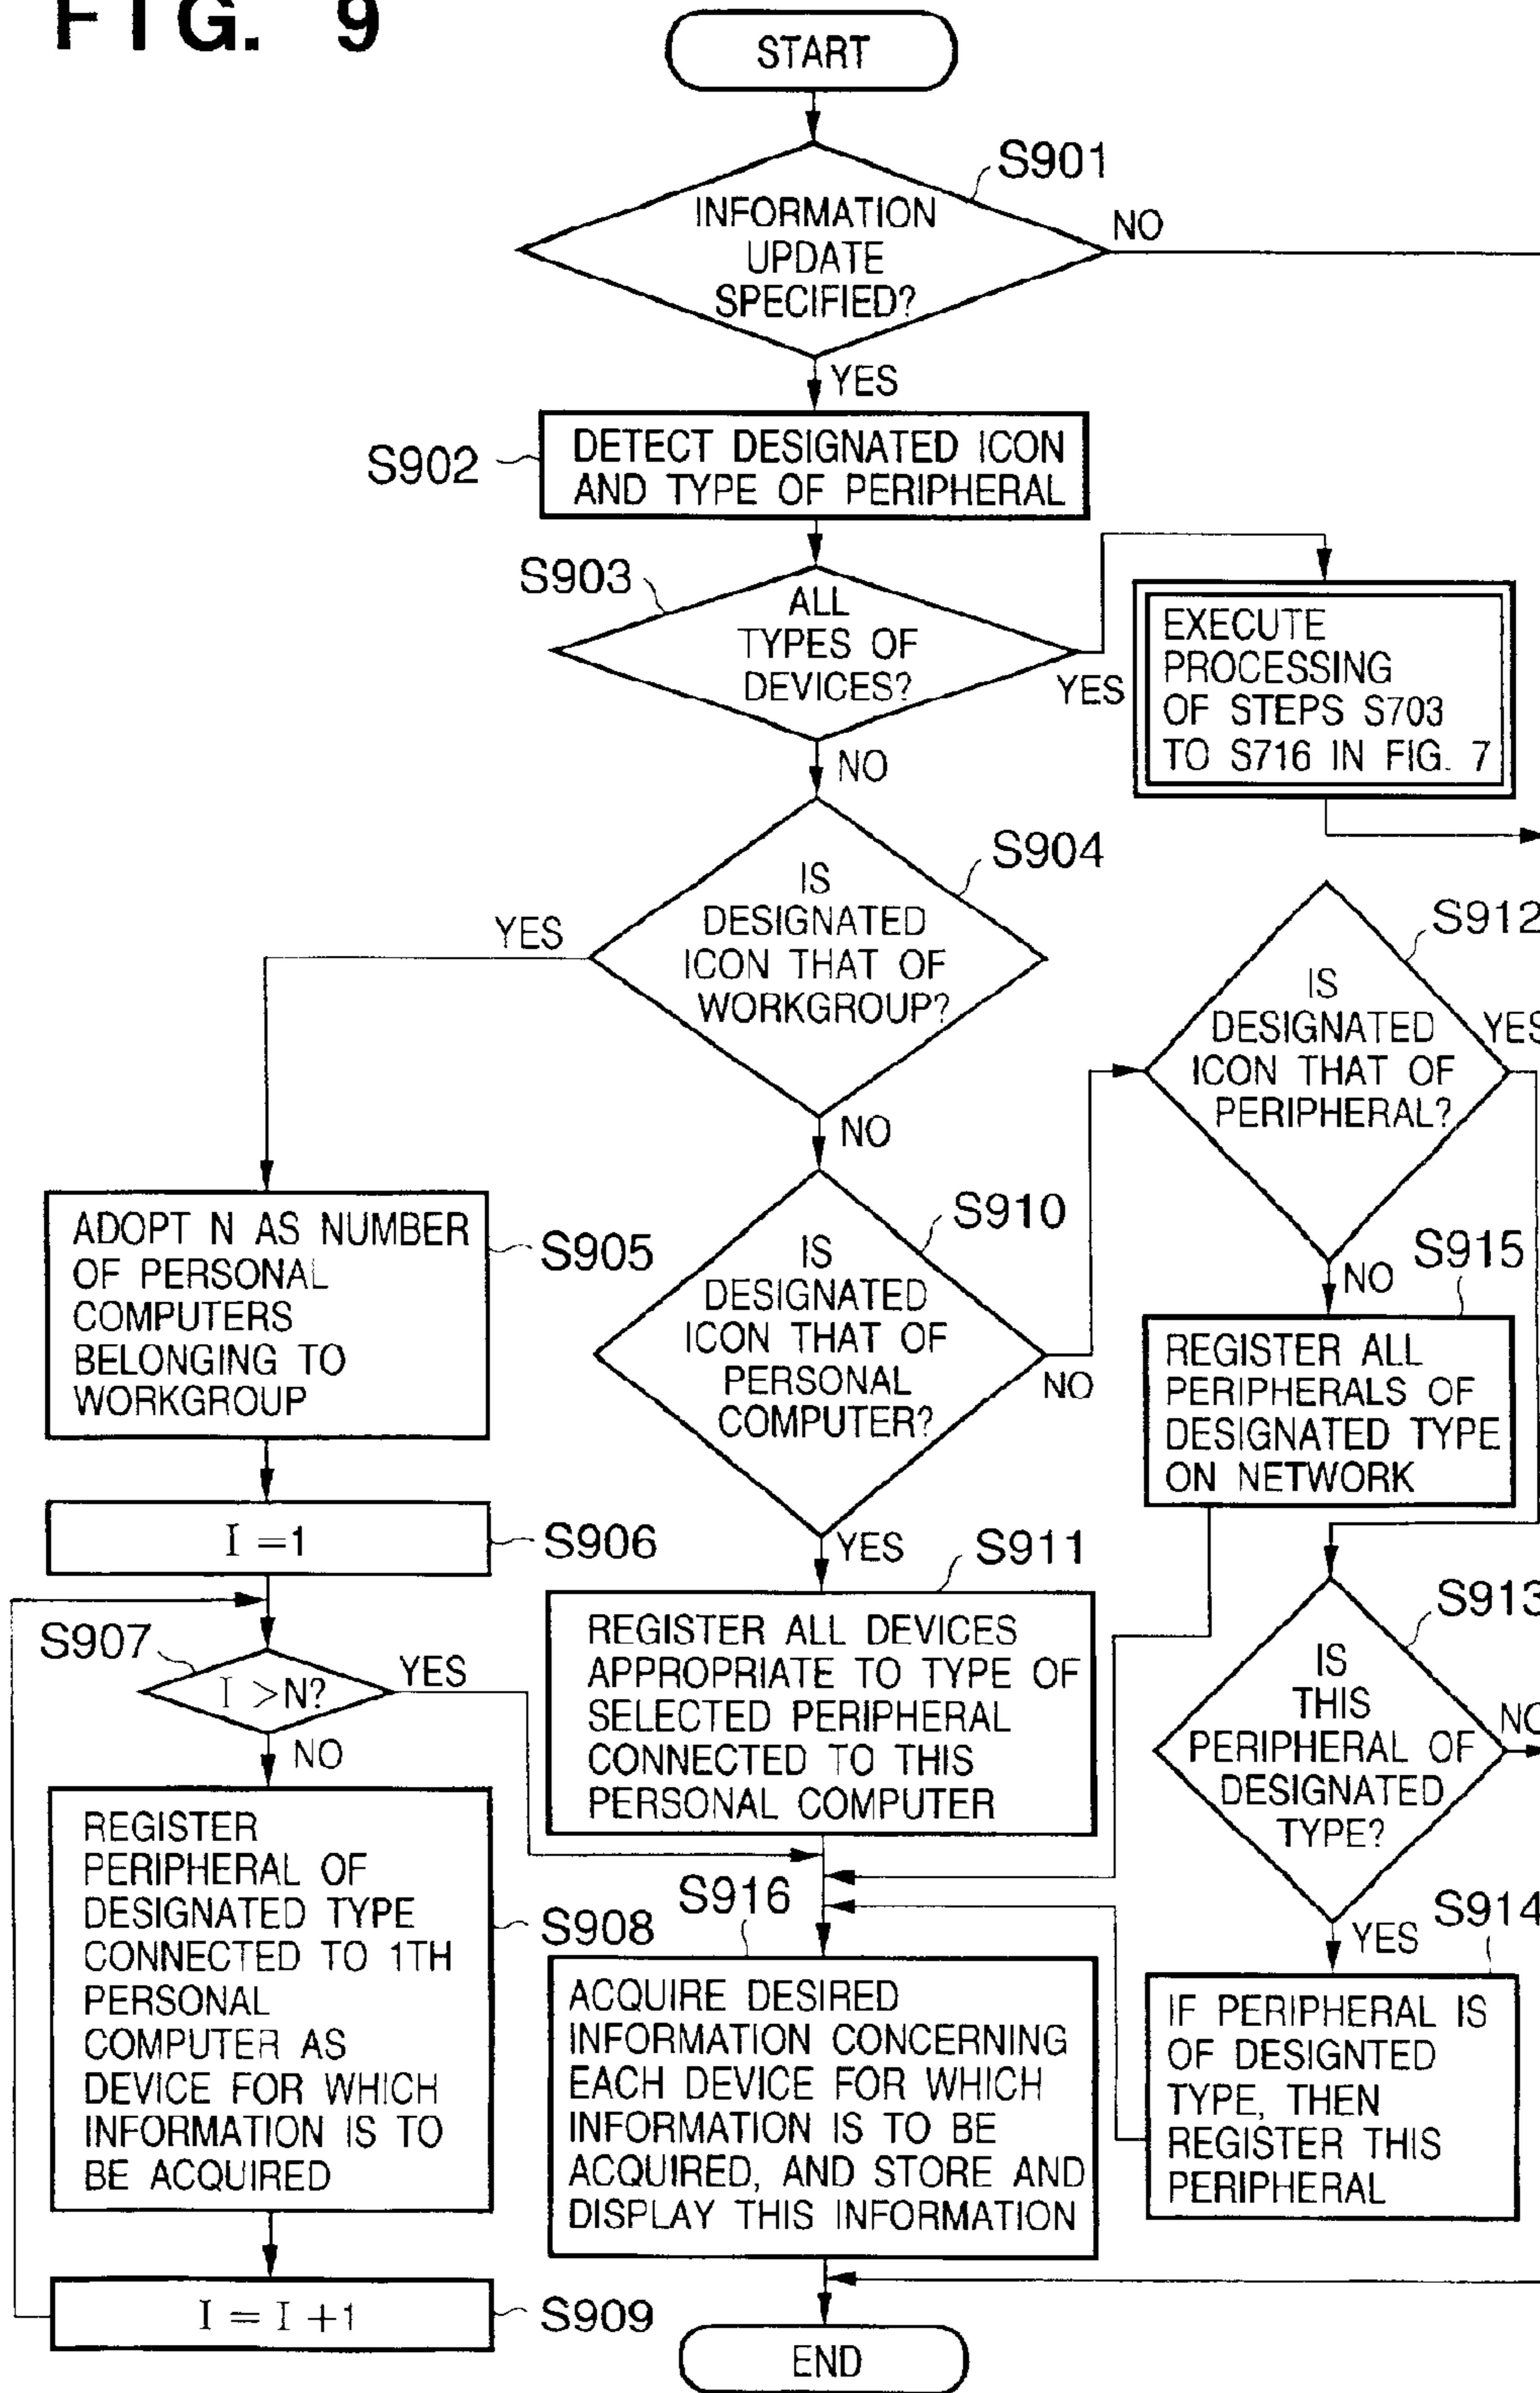 FIG. 9
START
S901
INFORMATION
UPDATE
SPECIFIED?
NO
YES
S902
DETECT DESIGNATED ICON
AND TYPE OF PERIPHERAL
S903
ALL
TYPES OF
DEVICES?
YES
EXECUTE
PROCESSING
OF STEPS S703
TO S716 IN FIG. 7
NO
S904
IS
DESIGNATED
ICON THAT OF
WORKGROUP?
YES
NO
S912
IS
DESIGNATED
ICON THAT OF
PERIPHERAL?
YES
NO
ADOPT N AS NUMBER
OF PERSONAL
COMPUTERS
BELONGING TO
WORKGROUP
S905
S910
IS
DESIGNATED
ICON THAT OF
PERSONAL
COMPUTER?
NO
YES
S915
REGISTER ALL
PERIPHERALS OF
DESIGNATED TYPE
ON NETWORK
I =1
S906
S907
I >N?
YES
NO
S911
REGISTER ALL DEVICES
APPROPRIATE TO TYPE OF
SELECTED PERIPHERAL
CONNECTED TO THIS
PERSONAL COMPUTER
S913
IS
THIS
PERIPHERAL OF
DESIGNATED
TYPE?
NO
YES
REGISTER
PERIPHERAL OF
DESIGNATED TYPE
CONNECTED TO 1TH
PERSONAL
COMPUTER AS
DEVICE FOR WHICH
INFORMATION IS TO
BE ACQUIRED
S908
S916
ACQUIRE DESIRED
INFORMATION CONCERNING
EACH DEVICE FOR WHICH
INFORMATION IS TO BE
ACQUIRED, AND STORE AND
DISPLAY THIS INFORMATION
S914
IF PERIPHERAL IS
OF DESIGNTED
TYPE, THEN
REGISTER THIS
PERIPHERAL
I = I +1
S909
END